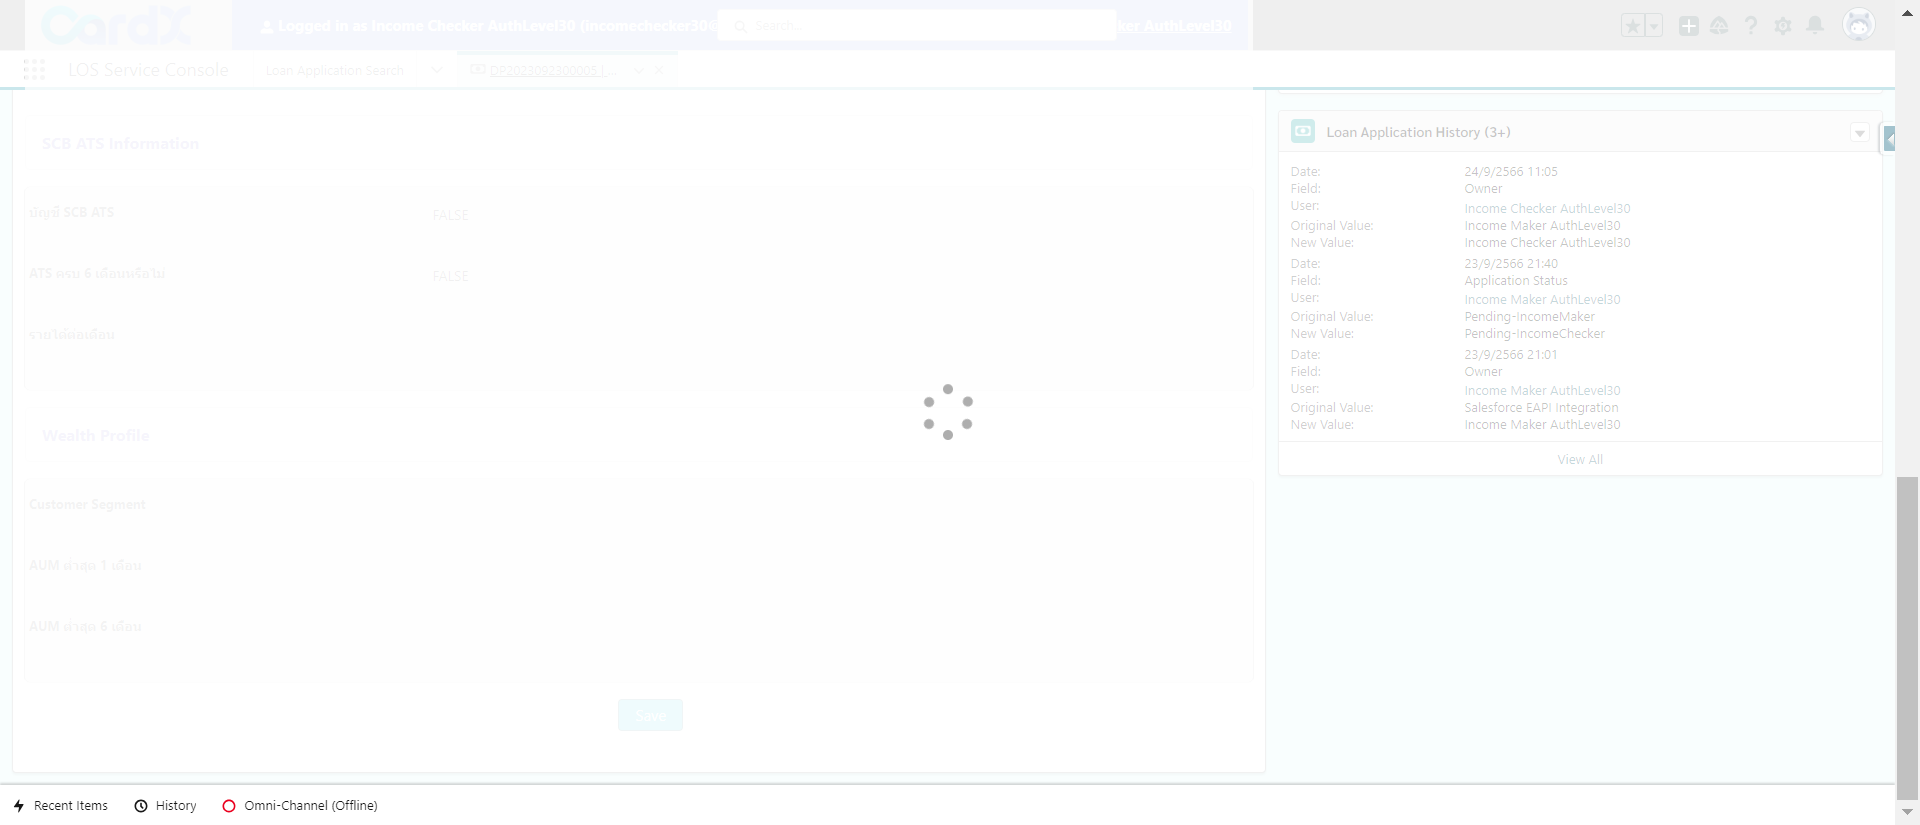 CardX
Logged in as Income Checker AuthLevel30 (incomechecker30
Search...
ker AuthLevel30
LOS Service Console
Loan Application Search
DP2023092300005 | ...
SCB ATS Information
บัญชี SCB ATS
FALSE
ATS ครบ 6 เดือนหรือไม่
FALSE
รายได้ต่อเดือน
Wealth Profile
Customer Segment
AUM ล่าสุด 1 เดือน
AUM ล่าสุด 6 เดือน
Save
Loan Application History (3+)
Date: 24/9/2566 11:05
Field: Owner
User: Income Checker AuthLevel30
Original Value: Income Maker AuthLevel30
New Value: Income Checker AuthLevel30
Date: 23/9/2566 21:40
Field: Application Status
User: Income Maker AuthLevel30
Original Value: Pending-IncomeMaker
New Value: Pending-IncomeChecker
Date: 23/9/2566 21:01
Field: Owner
User: Income Maker AuthLevel30
Original Value: Salesforce EAPI Integration
New Value: Income Maker AuthLevel30
View All
Recent Items
History
Omni-Channel (Offline)